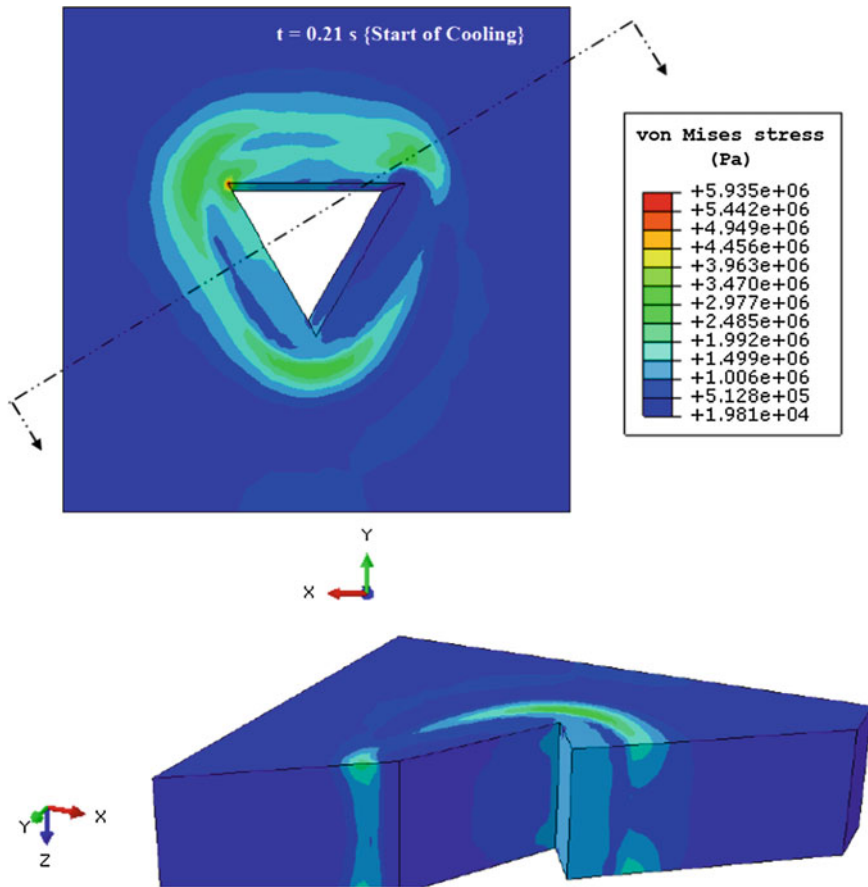 t = 0.21 s {Start of Cooling}
von Mises stress
(Pa)
+5.935e+06
+5.442e+06
+4.949e+06
+4.456e+06
+3.963e+06
+3.470e+06
+2.977e+06
+2.485e+06
+1.992e+06
+1.499e+06
+1.006e+06
+5.128e+05
+1.981e+04
Y
X
X
Y
Z